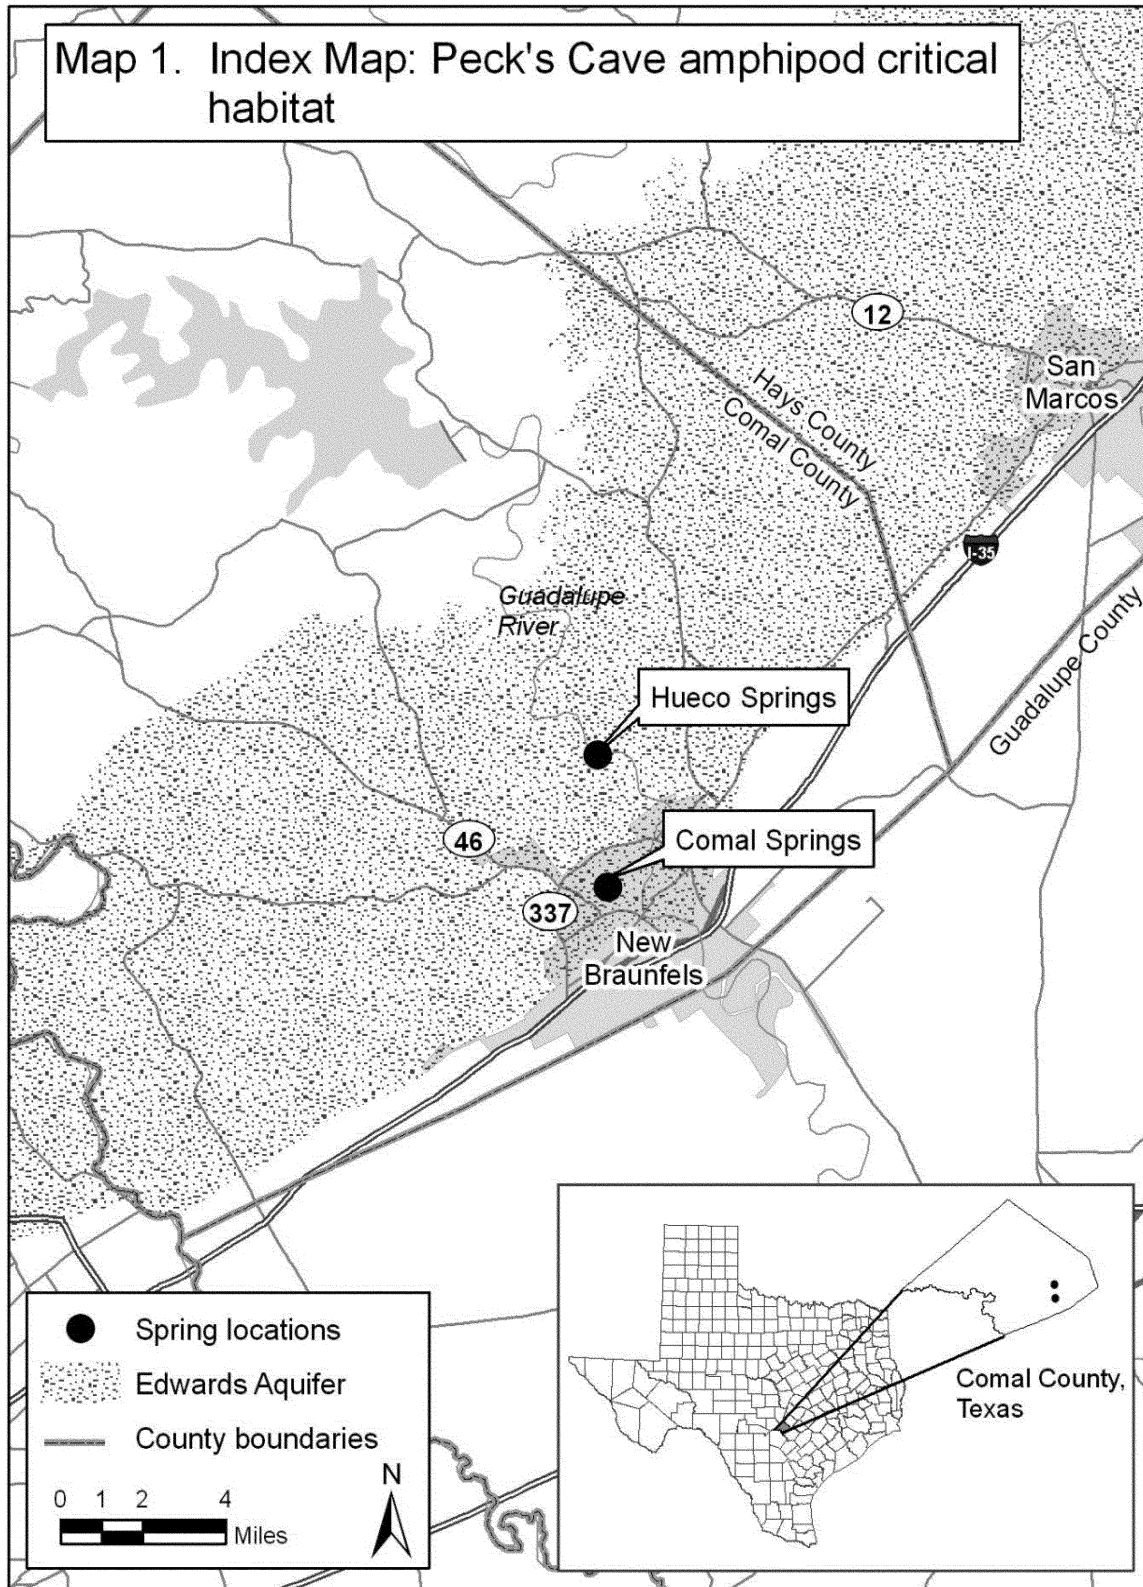 Map 1. Index Map: Peck's Cave amphipod critical
habitat
12
San
Marcos
Hays County
Comal County
I-35
Guadalupe
River
Guadalupe County
Hueco Springs
46
Comal Springs
337
New
Braunfels
Spring locations
Edwards Aquifer
County boundaries
N
0 1 2 4
Miles
Comal County,
Texas